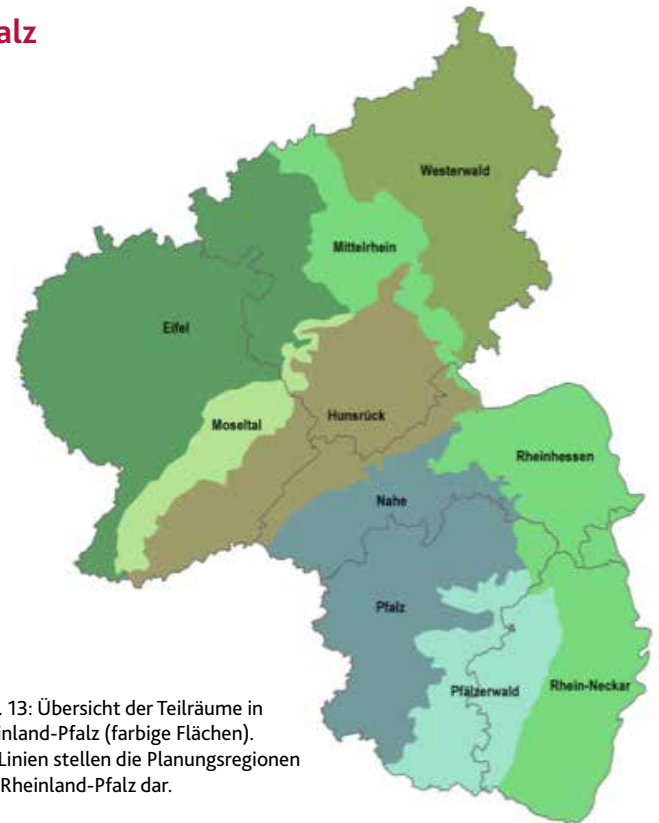 alz
Westerwald
Mittelrhein
Eifel
Moseltal
Hunsrück
Rheinhessen
Nahe
Pfalz
Pfälzerwald
Rhein-Neckar
. 13: Übersicht der Teilräume in
inland-Pfalz (farbige Flächen).
Linien stellen die Planungsregionen
Rheinland-Pfalz dar.